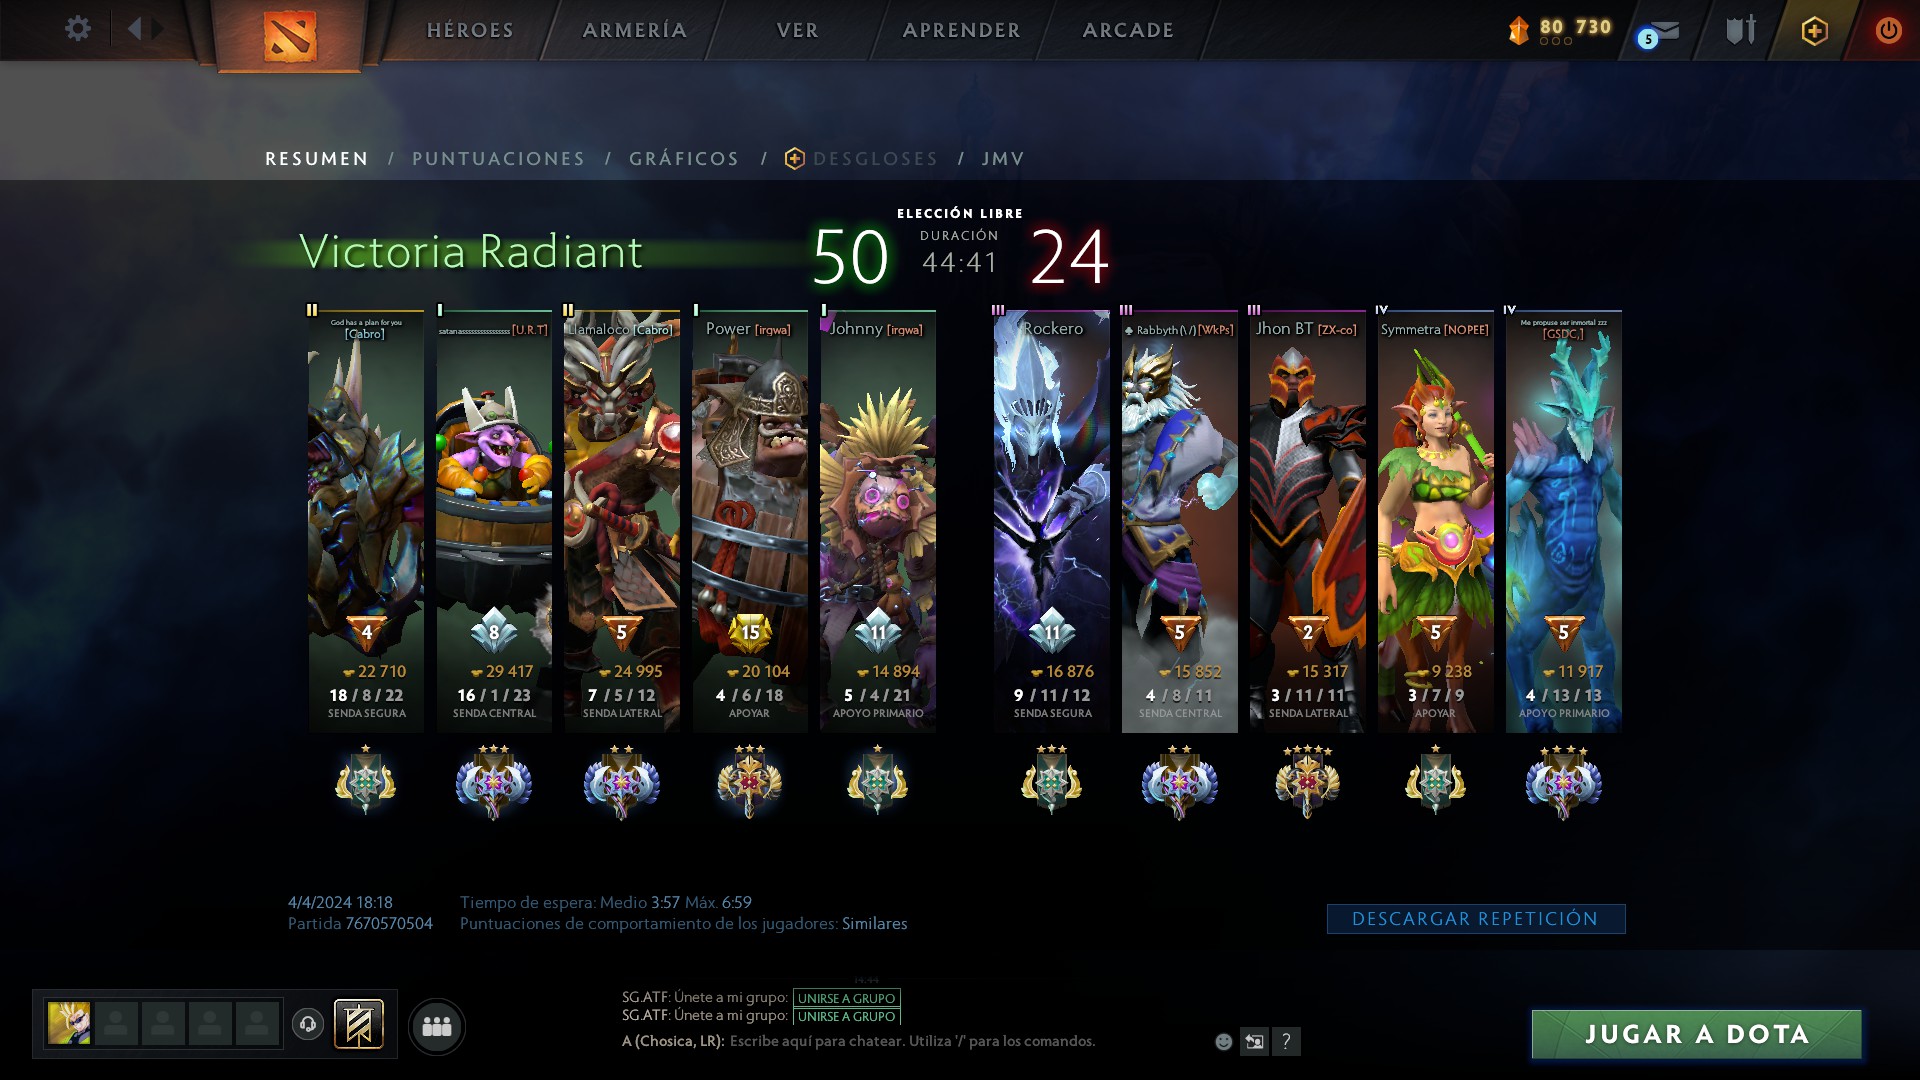 HÉROES
ARMERÍA
VER
APRENDER
ARCADE
80 730
5
RESUMEN / PUNTUACIONES / GRÁFICOS / DESGLOSES / JMV
Victoria Radiant
50
ELECCIÓN LIBRE
DURACIÓN
44:41
24
II
God has a plan for you
[Cabro]
4
22 710
18 / 8 / 22
SENDA SEGURA
I
[U.R.T]
8
29 417
16 / 1 / 23
SENDA CENTRAL
II
Llamaloco [Cabro]
5
24 995
7 / 5 / 12
SENDA LATERAL
I
Power [irqwa]
15
20 104
4 / 6 / 18
APOYAR
I
Johnny [irqwa]
11
14 894
5 / 4 / 21
APOYO PRIMARIO
III
Rockero
11
16 876
9 / 11 / 12
SENDA SEGURA
III
♣ Rabbyth(\ /) [WkPs]
5
15 852
4 / 8 / 11
SENDA CENTRAL
III
Jhon BT [ZX-co]
2
15 317
3 / 11 / 11
SENDA LATERAL
IV
Symmetra [NOPEE]
5
9 238
3 / 7 / 9
APOYAR
IV
Me propuse ser inmortal zzz
[GSDC,]
5
11 917
4 / 13 / 13
APOYO PRIMARIO
4/4/2024 18:18
Partida 7670570504
Tiempo de espera: Medio 3:57 Máx. 6:59
Puntuaciones de comportamiento de los jugadores: Similares
DESCARGAR REPETICIÓN
SG.ATF: Únete a mi grupo: UNIRSE A GRUPO
SG.ATF: Únete a mi grupo: UNIRSE A GRUPO
A (Chosica, LR): Escribe aquí para chatear. Utiliza '/' para los comandos.
?
JUGAR A DOTA